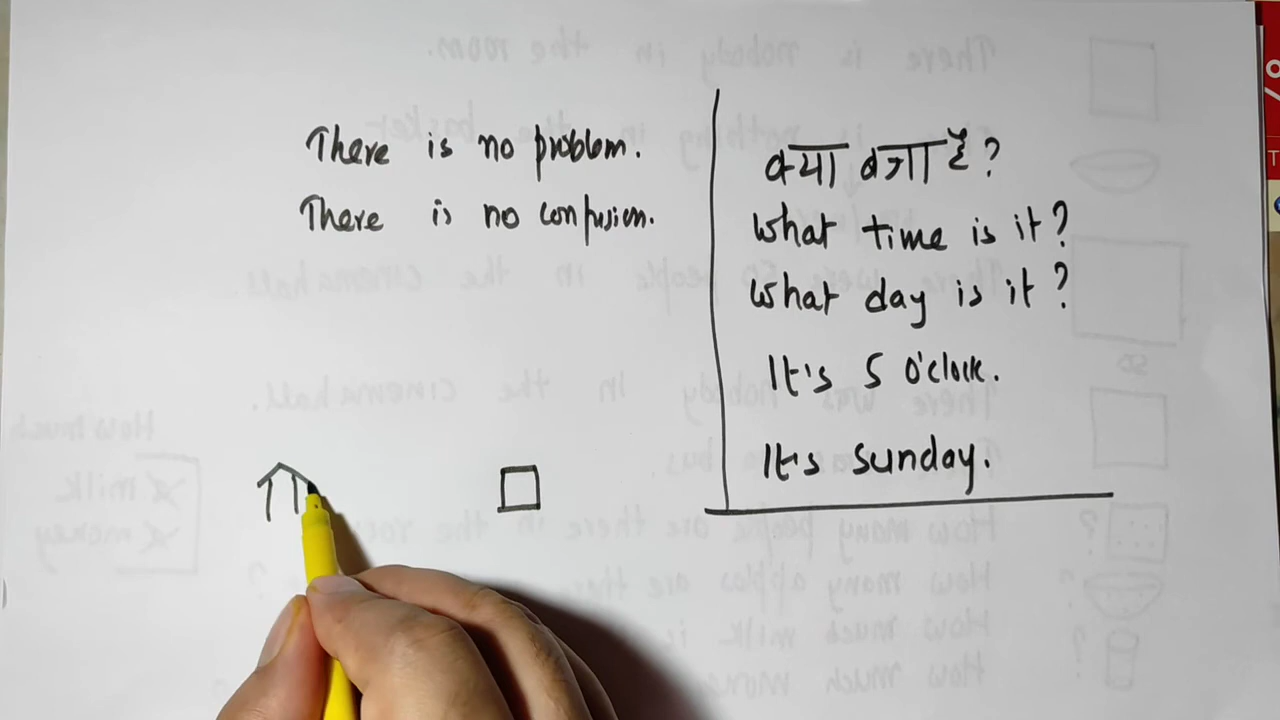 There is no problem.
There is no confusion.
क्या बजा है?
What time is it?
What day is it?
It's 5 o'clock.
It's Sunday.